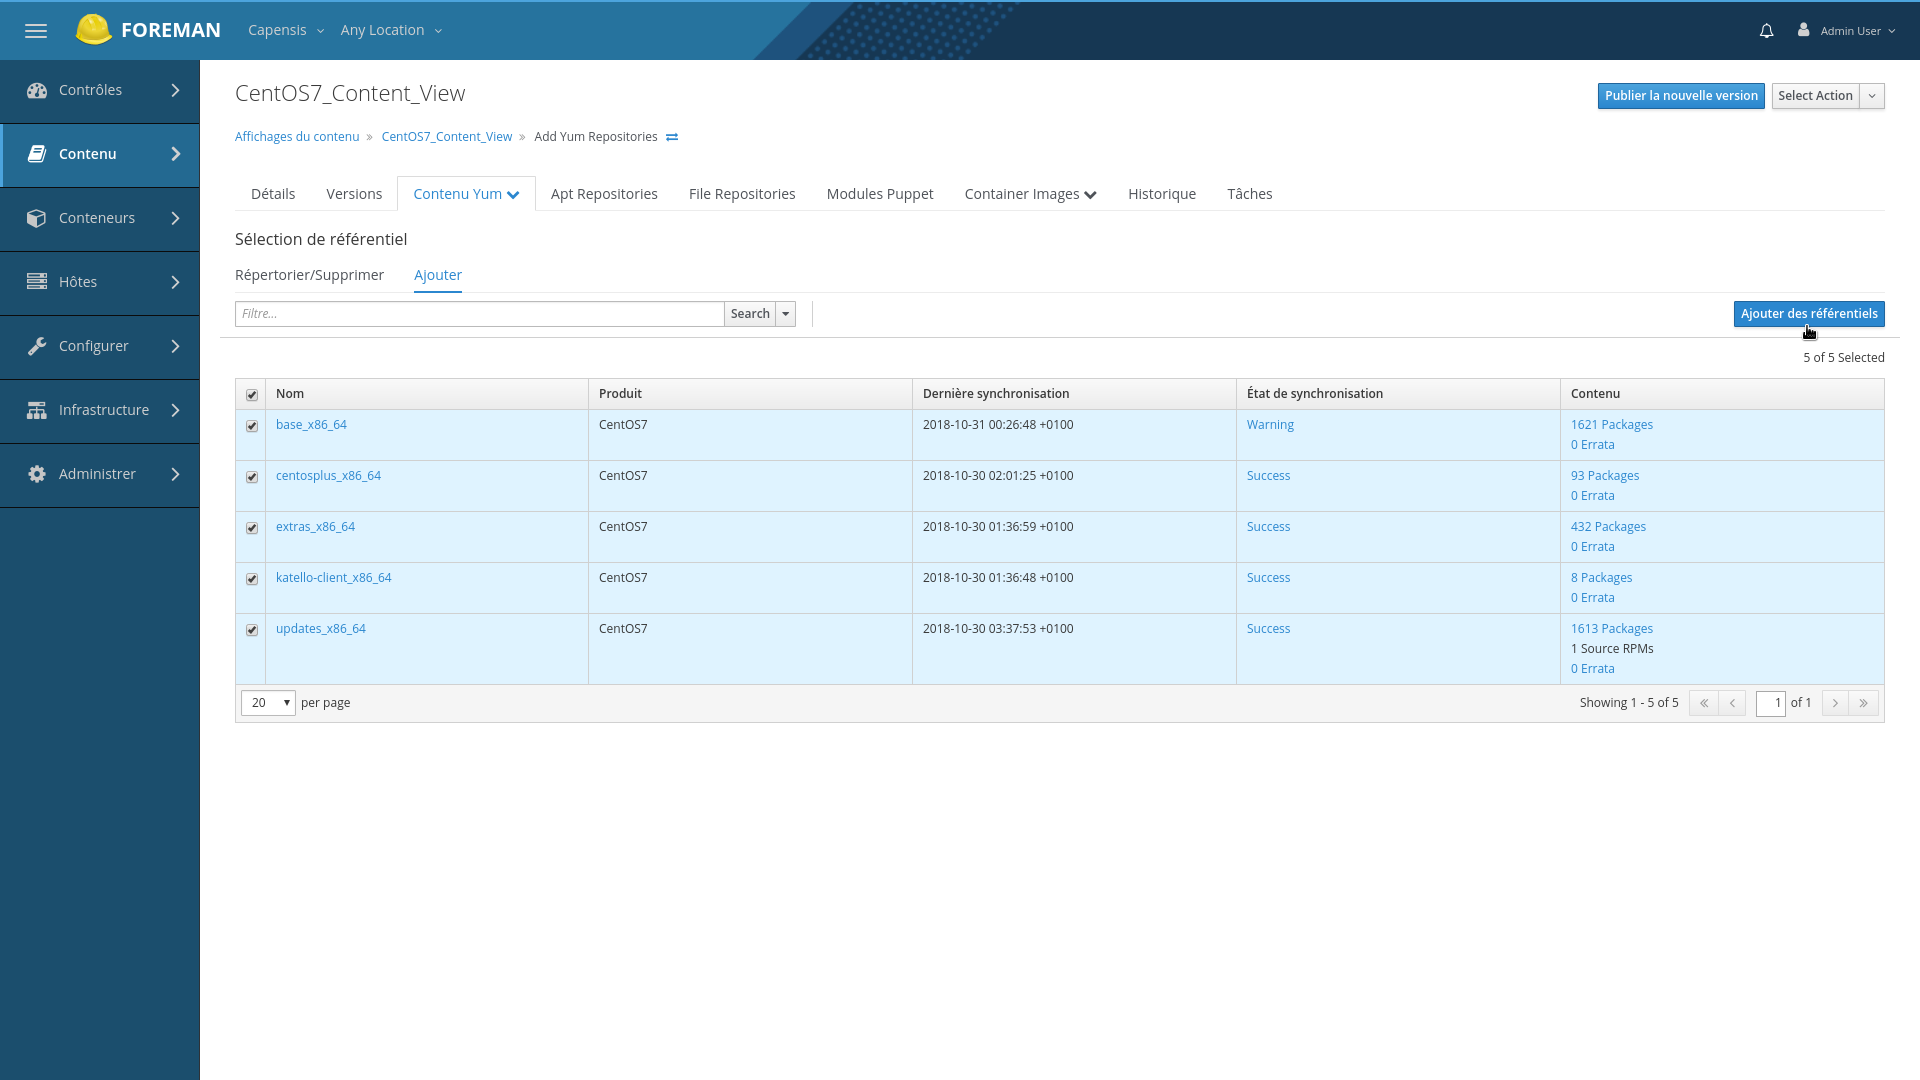 FOREMAN Capensis Any Location Admin User
Contrôles
Contenu
Conteneurs
Hôtes
Configurer
Infrastructure
Administrer
CentOS7_Content_View
Publier la nouvelle version Select Action
Affichages du contenu » CentOS7_Content_View » Add Yum Repositories
Détails Versions Contenu Yum Apt Repositories File Repositories Modules Puppet Container Images Historique Tâches
Sélection de référentiel
Répertorier/Supprimer Ajouter
Filtre... Search Ajouter des référentiels
5 of 5 Selected
Nom Produit Dernière synchronisation État de synchronisation Contenu
base_x86_64 CentOS7 2018-10-31 00:26:48 +0100 Warning 1621 Packages
0 Errata
centosplus_x86_64 CentOS7 2018-10-30 02:01:25 +0100 Success 93 Packages
0 Errata
extras_x86_64 CentOS7 2018-10-30 01:36:59 +0100 Success 432 Packages
0 Errata
katello-client_x86_64 CentOS7 2018-10-30 01:36:48 +0100 Success 8 Packages
0 Errata
updates_x86_64 CentOS7 2018-10-30 03:37:53 +0100 Success 1613 Packages
1 Source RPMs
0 Errata
20 per page Showing 1 - 5 of 5 1 of 1